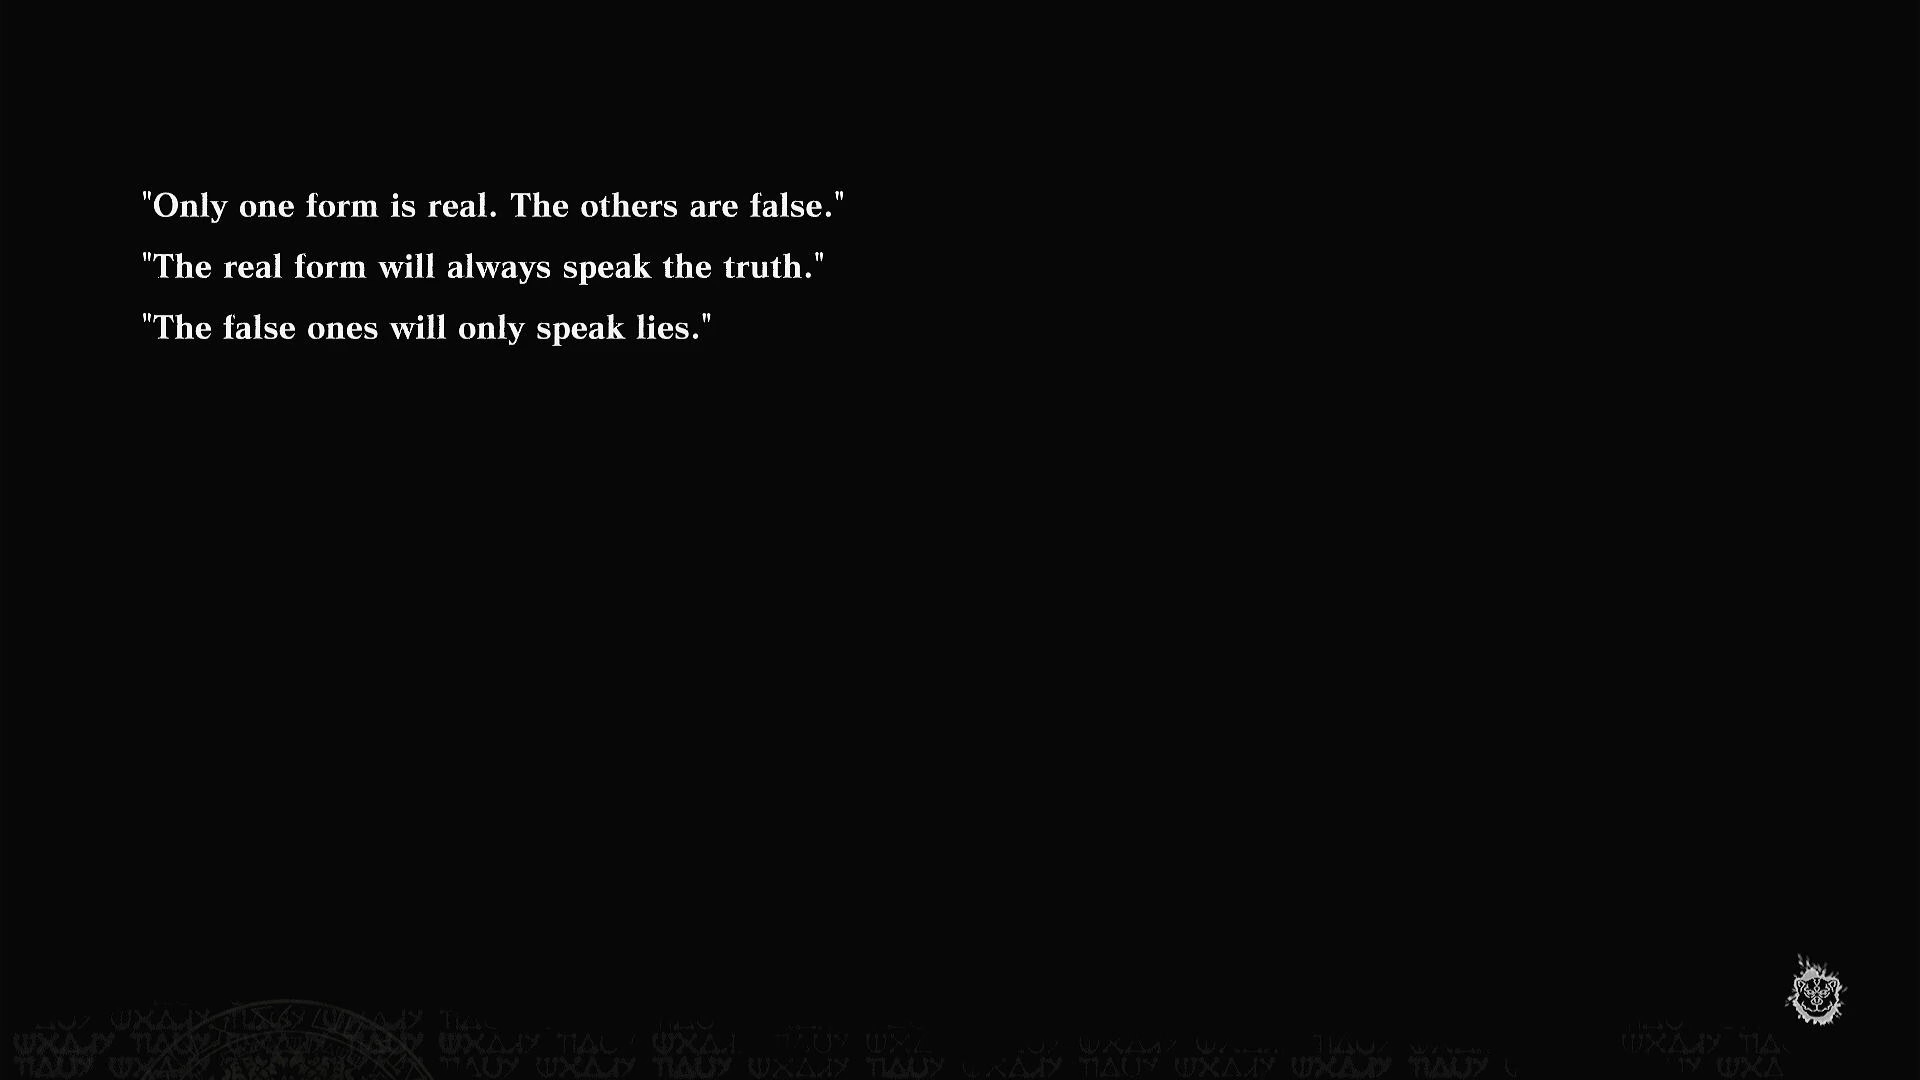 "Only one form is real. The others are false."
"The real form will always speak the truth."
"The false ones will only speak lies."